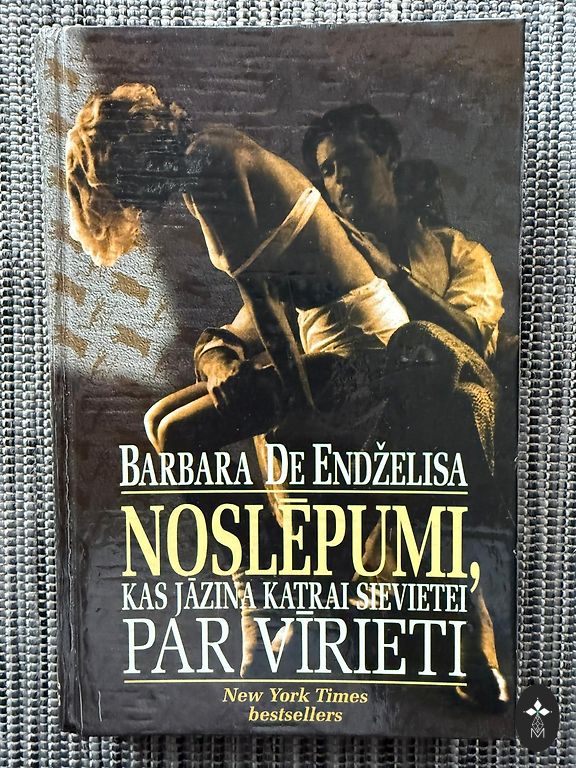 BARBARA DE ENDŽELISA
NOSLĒPUMI,
KAS JĀZINA KATRAI SIEVIETEI
PAR VĪRIETI
New York Times
bestsellers
M